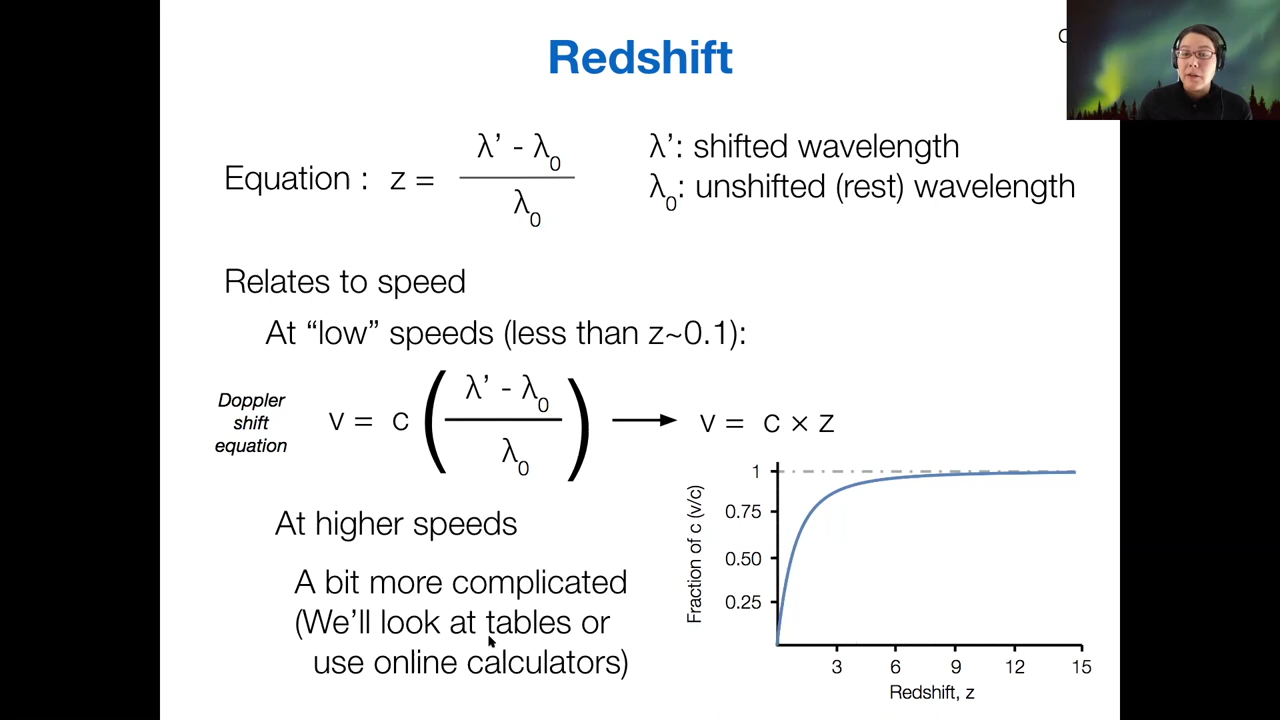 Redshift
Equation : z = λ' - λ0 / λ0
λ': shifted wavelength
λ0: unshifted (rest) wavelength
Relates to speed
At “low” speeds (less than z~0.1):
Doppler
shift
equation
v = c ( λ' - λ0 / λ0 ) → v = c × z
At higher speeds
A bit more complicated
(We’ll look at tables or
use online calculators)
Fraction of c (v/c)
1
0.75
0.50
0.25
3 6 9 12 15
Redshift, z